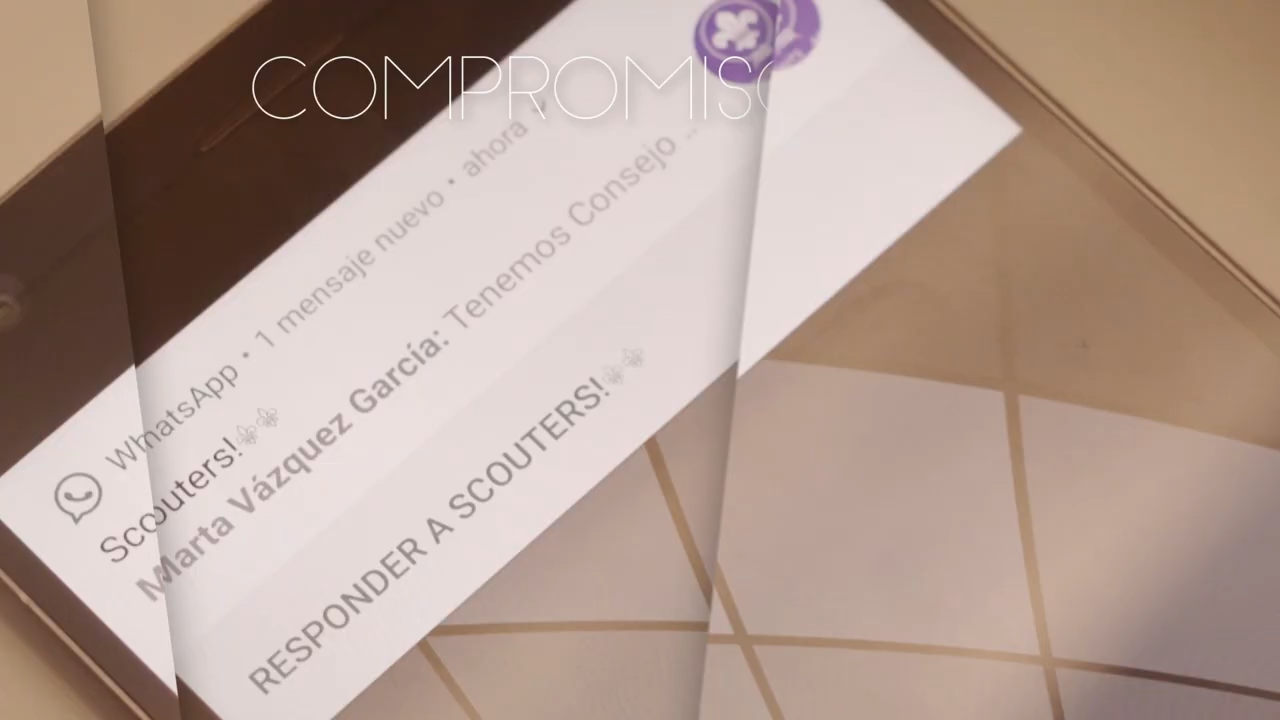 COMPROMISO
WhatsApp • 1 mensaje nuevo • ahora
Scouters!⚜⚜
Marta Vázquez García: Tenemos Consejo ...
RESPONDER A SCOUTERS!⚜⚜